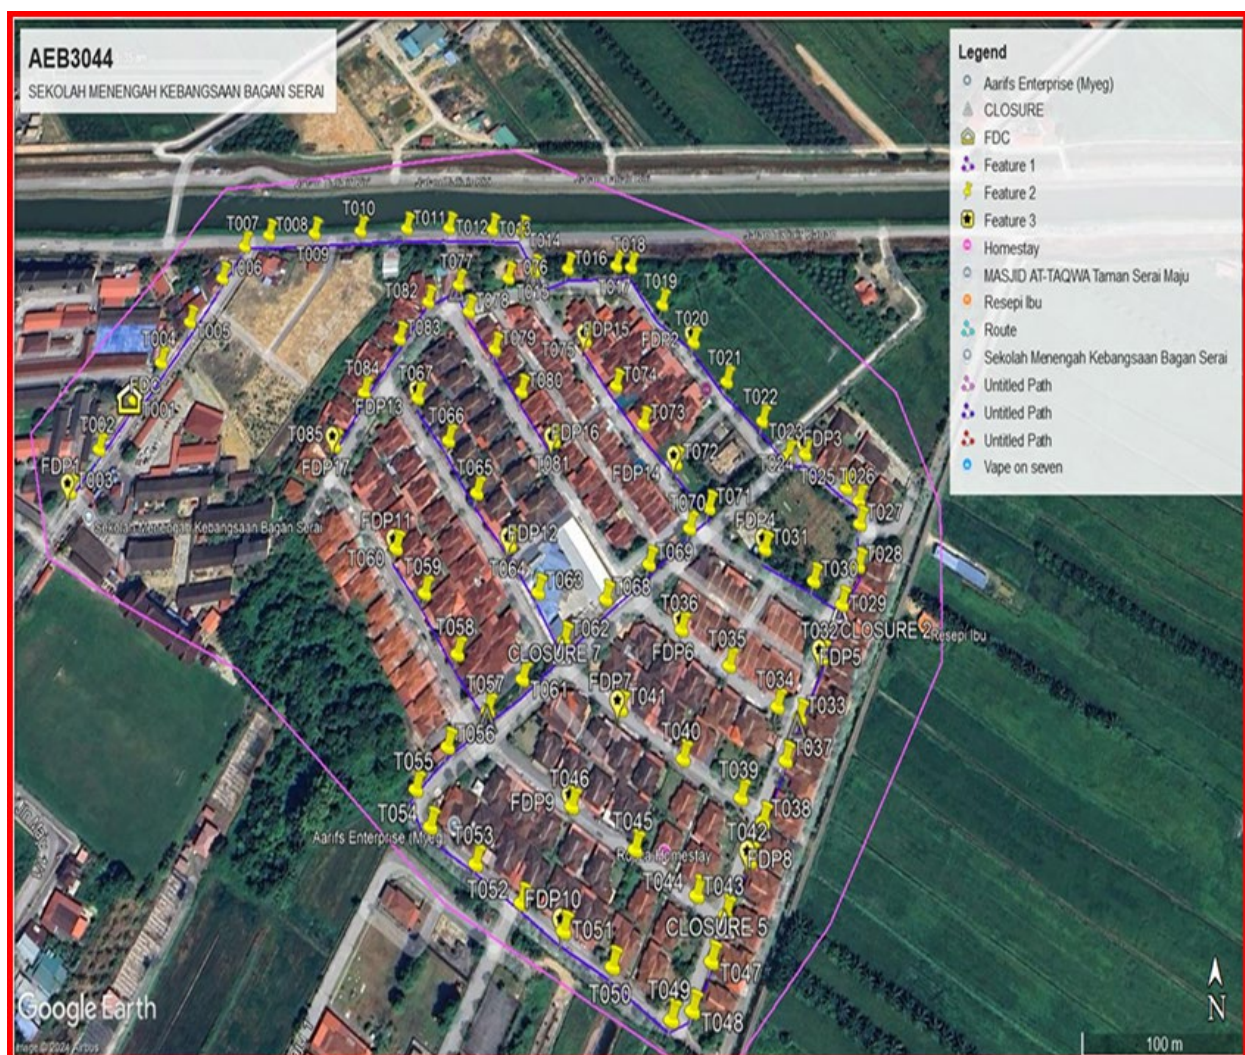 AEB3044
SEKOLAH MENENGAH KEBANGSAAN BAGAN SERAI
Legend
Aarifs Enterprise (Myeg)
CLOSURE
FDC
Feature 1
Feature 2
Feature 3
Homestay
MASJID AT-TAQWA Taman Serai Maju
Resepi Ibu
Route
Sekolah Menengah Kebangsaan Bagan Serai
Untitled Path
Untitled Path
Untitled Path
Vape on seven
T007
T008
T009
T010
T011
T012
T013
T014
T006
T005
T004
FDC
T001
T002
FDP1
T003
Sekolah Menengah Kebangsaan Bagan Serai
T077
T076
T015
T016
T017
T018
T019
T020
FDP2
T021
T022
T023
FDP3
T024
T025
T026
T027
T028
T029
T030
T031
FDP4
T082
T083
T084
T085
FDP17
FDP13
T067
T066
T065
FDP12
T064
T063
T078
T079
T080
FDP16
T081
T075
FDP15
T074
T073
FDP14
T072
T071
T070
T069
T068
T062
CLOSURE 7
T061
FDP11
T060
T059
T058
T057
T056
T055
T054
T036
FDP6
T035
T034
T032
CLOSURE 2
Resepi Ibu
FDP5
T033
T037
FDP7
T041
T040
T039
T038
T042
FDP8
T046
FDP9
T045
Homestay
T044
T043
CLOSURE 5
Aarifs Enterprise (Myeg)
T053
T052
FDP10
T051
T050
T049
T048
T047
Google Earth
Image © 2024 Airbus
100 m
N